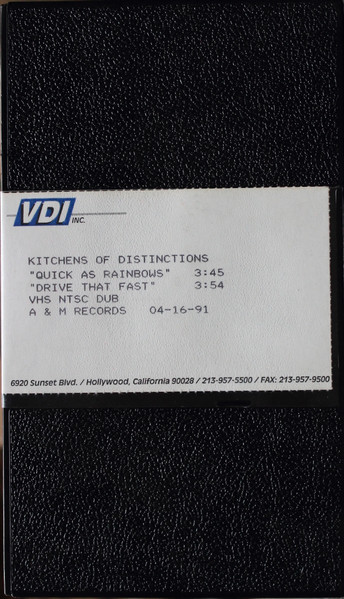 VDI INC.
KITCHENS OF DISTINCTIONS
"QUICK AS RAINBOWS" 3:45
"DRIVE THAT FAST" 3:54
VHS NTSC DUB
A & M RECORDS 04-16-91
6920 Sunset Blvd. / Hollywood, California 90028 / 213-957-5500 / FAX: 213-957-9500